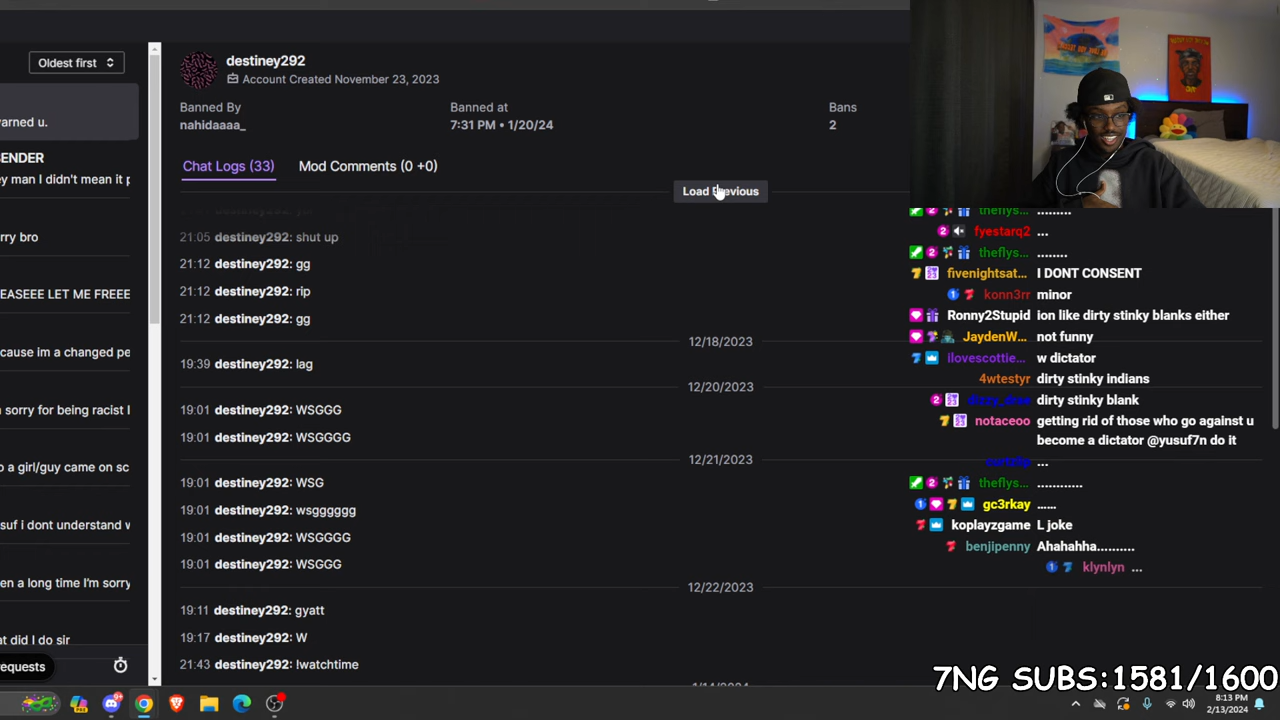 Oldest first
destiney292
Account Created November 23, 2023
Banned By
nahidaaaa_
Banned at
7:31 PM • 1/20/24
Bans
2
Chat Logs (33)
Mod Comments (0 +0)
Load Previous
21:05 destiney292: shut up
21:12 destiney292: gg
21:12 destiney292: rip
21:12 destiney292: gg
12/18/2023
19:39 destiney292: lag
12/20/2023
19:01 destiney292: WSGGG
19:01 destiney292: WSGGGG
12/21/2023
19:01 destiney292: WSG
19:01 destiney292: wsgggggg
19:01 destiney292: WSGGGG
19:01 destiney292: WSGGG
12/22/2023
19:11 destiney292: gyatt
19:17 destiney292: W
21:43 destiney292: !watchtime
arned u.
SENDER
ey man I didn't mean it p
rry bro
EASEEE LET ME FREEE
cause im a changed pe
n sorry for being racist I
o a girl/guy came on sc
suf i dont understand w
en a long time I'm sorry
at did I do sir
equests
theflys... .........
fyestarq2 ...
theflys... ........
fivenightsat... I DONT CONSENT
konn3rr minor
Ronny2Stupid ion like dirty stinky blanks either
JaydenW... not funny
ilovescottie... w dictator
4wtestyr dirty stinky indians
dirty stinky blank
notaceoo getting rid of those who go against u
become a dictator @yusuf7n do it
...
theflys... ............
gc3rkay ......
koplayzgame L joke
benjipenny Ahahahha..........
klynlyn ...
7NG SUBS:1581/1600
8:13 PM
2/13/2024